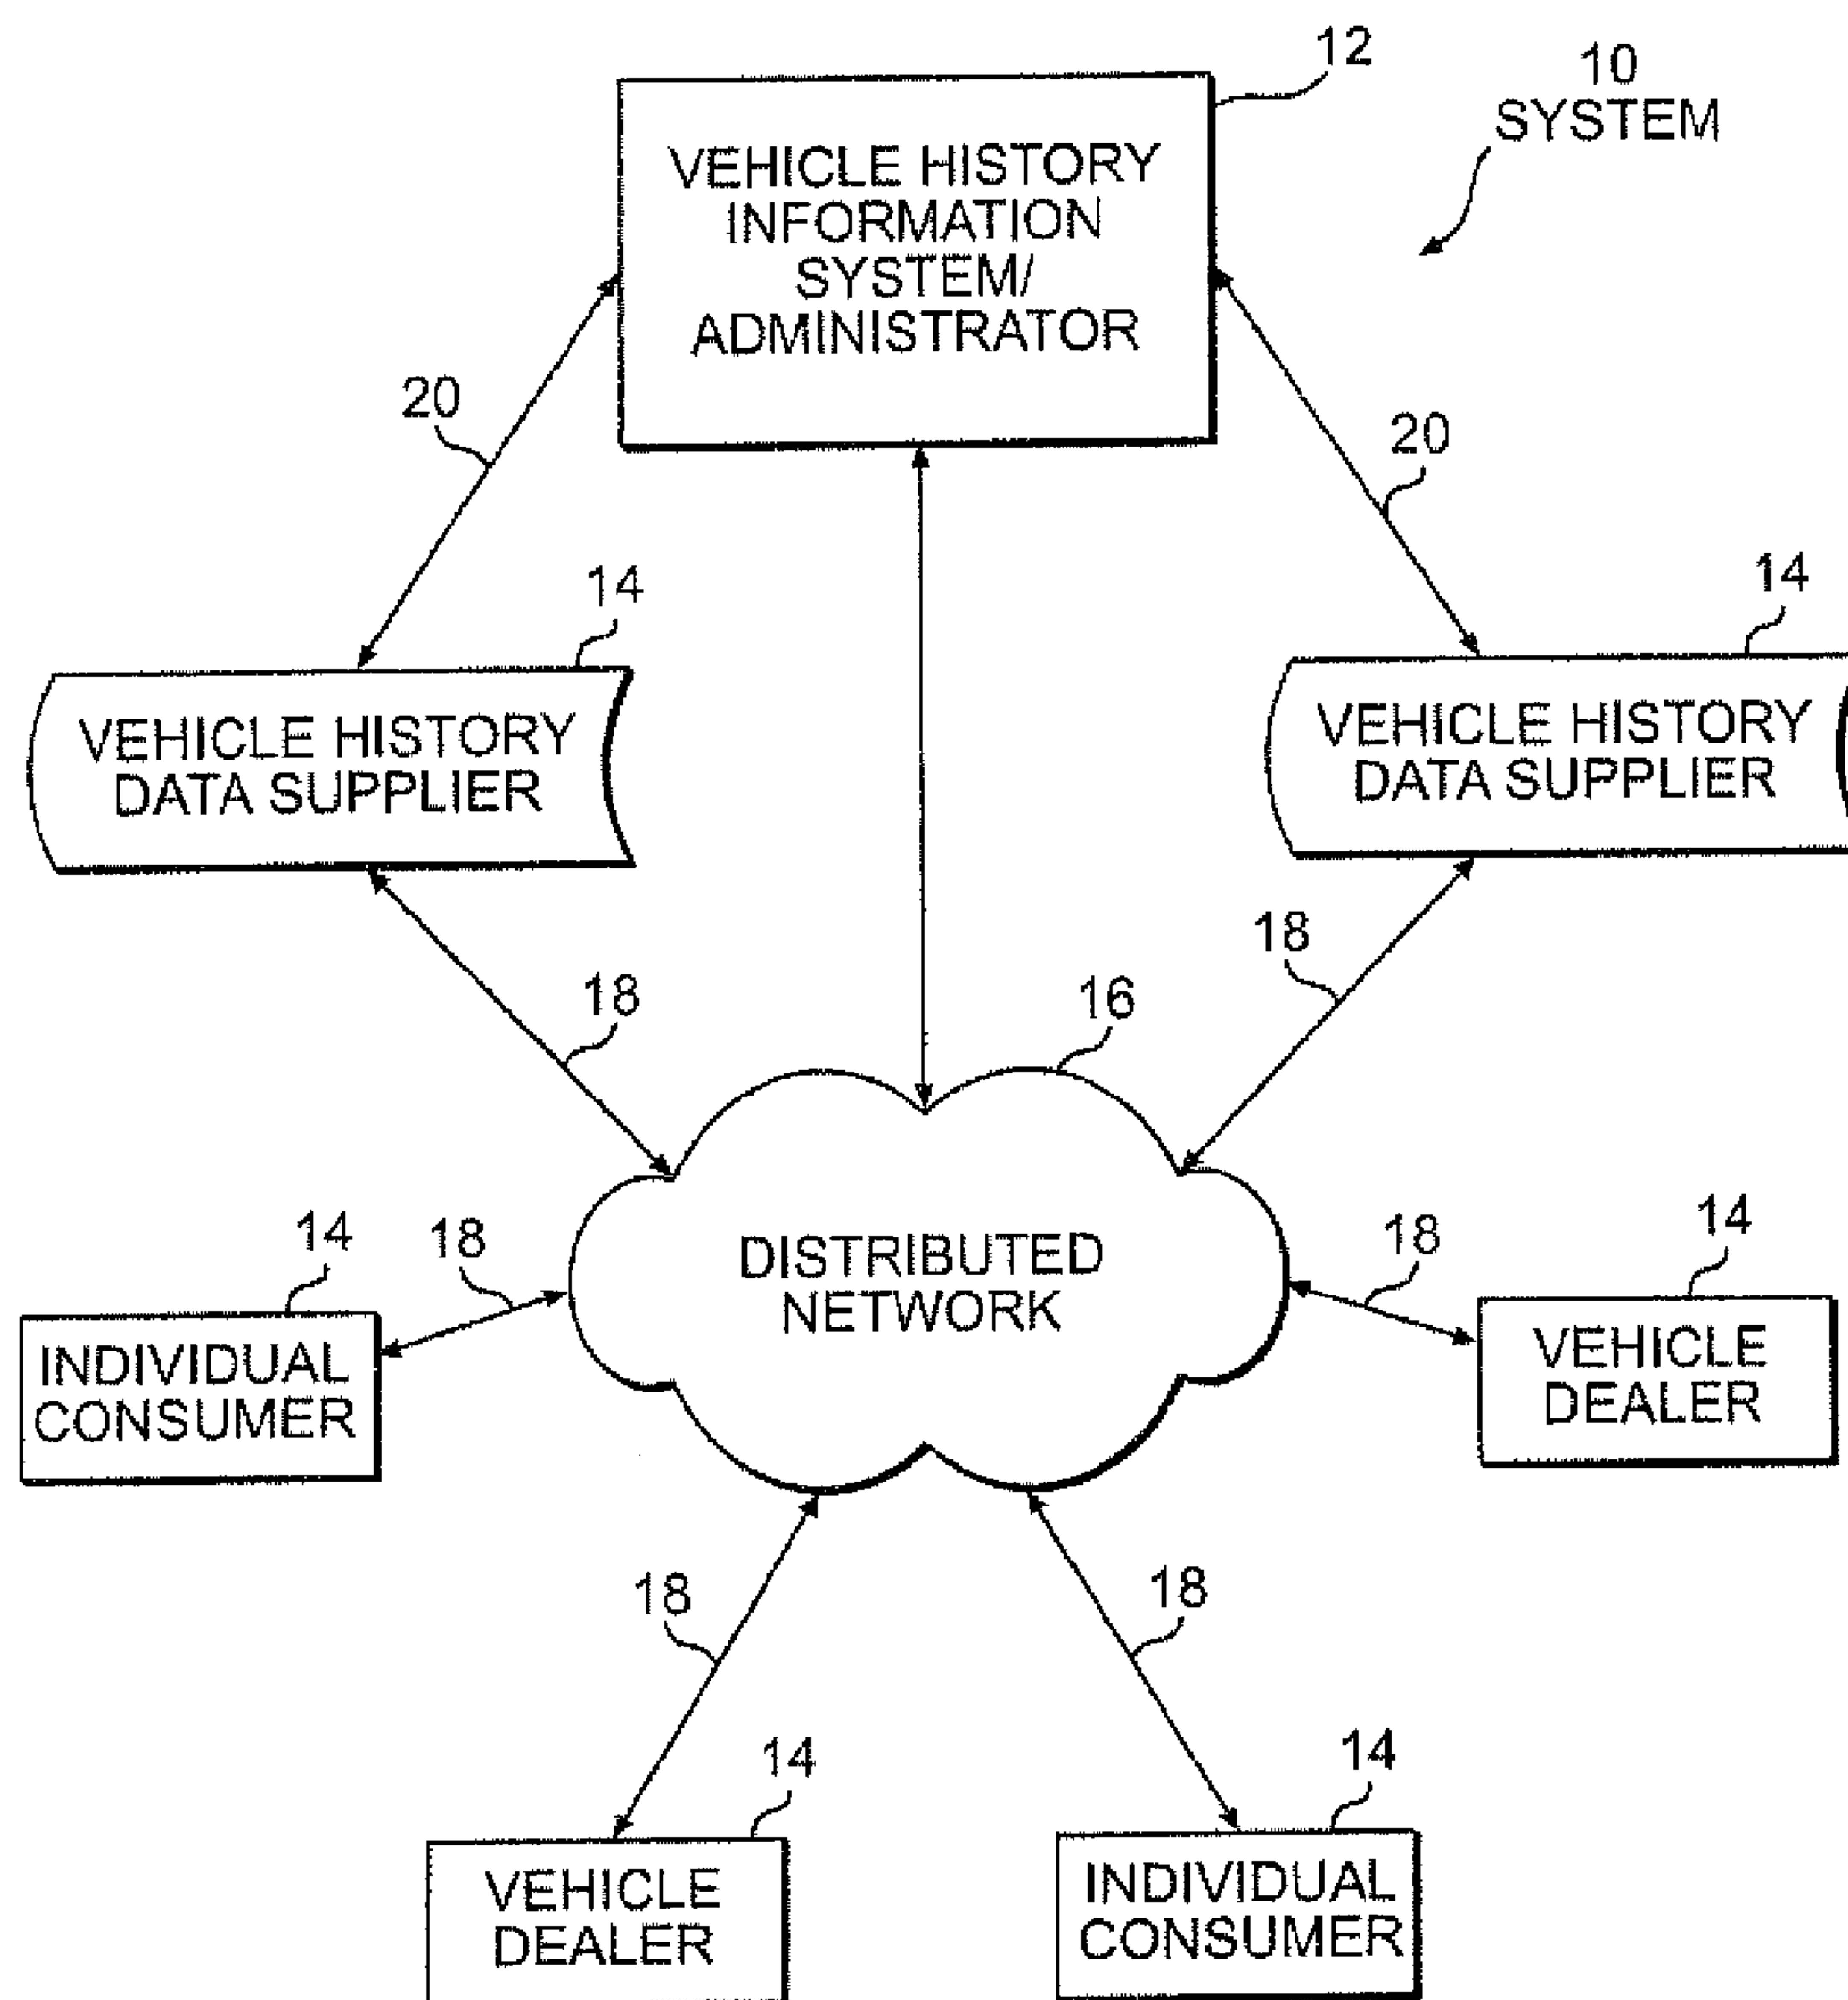 12
10
SYSTEM
VEHICLE HISTORY
INFORMATION
SYSTEM/
ADMINISTRATOR
20
20
14
14
VEHICLE HISTORY
DATA SUPPLIER
VEHICLE HISTORY
DATA SUPPLIER
18
18
16
DISTRIBUTED
NETWORK
14
18
18
14
INDIVIDUAL
CONSUMER
VEHICLE
DEALER
18
18
14
14
VEHICLE
DEALER
INDIVIDUAL
CONSUMER